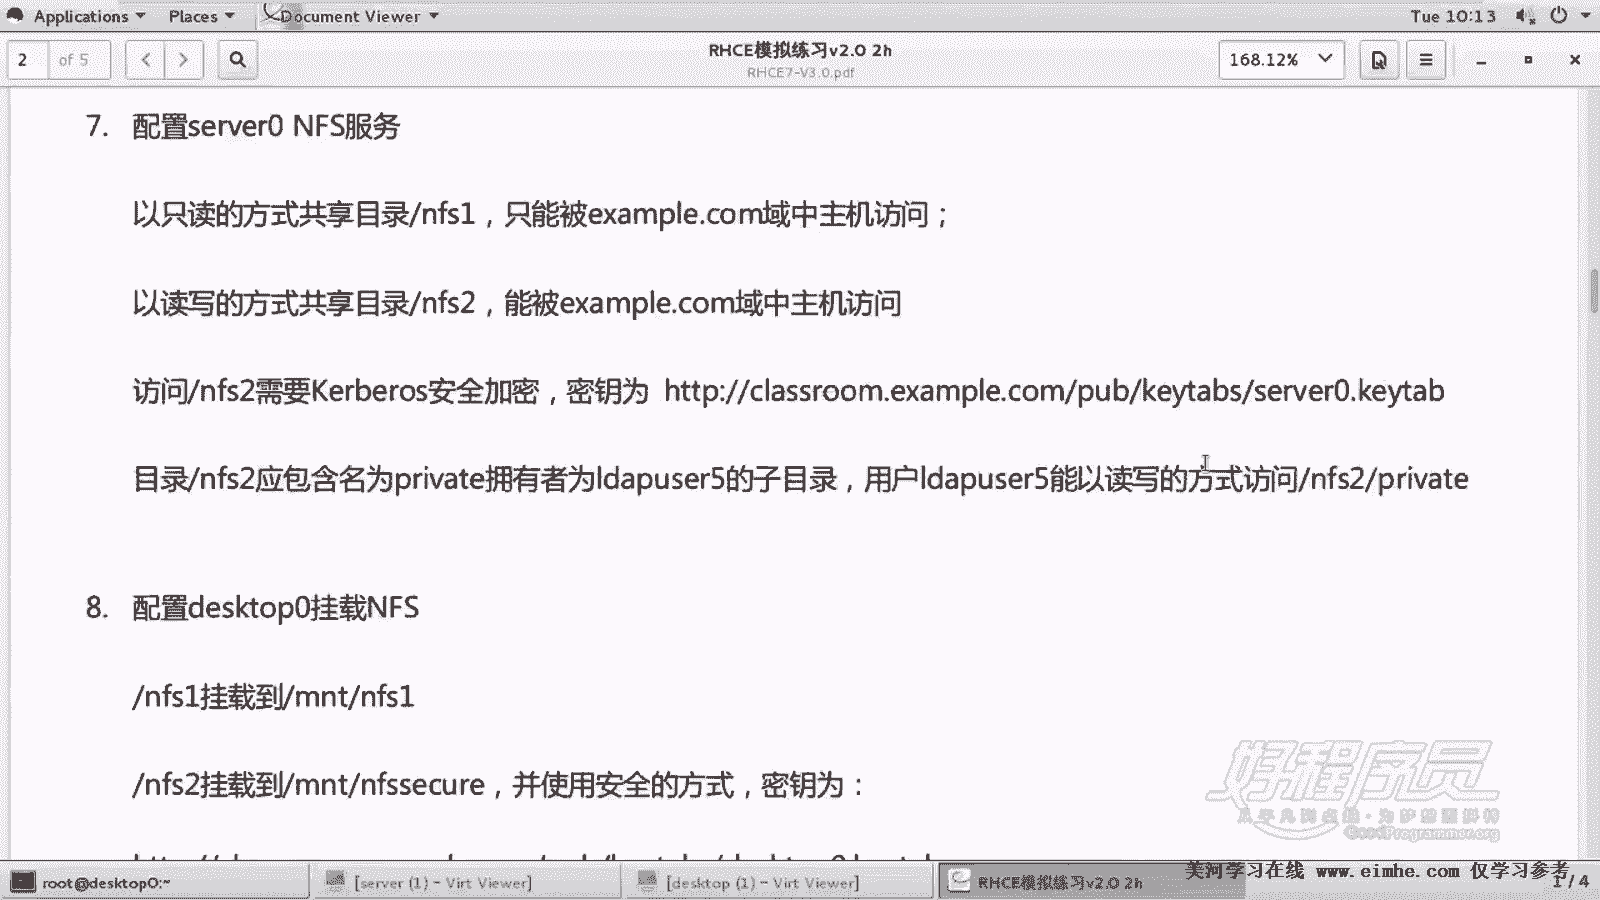 Applications Places Document Viewer Tue 10:13
2 of 5 RHCE模拟练习v2.0 2h 168.12%
RHCE7-V3.0.pdf
7. 配置server0 NFS服务
以只读的方式共享目录/nfs1，只能被example.com域中主机访问；
以读写的方式共享目录/nfs2，能被example.com域中主机访问
访问/nfs2需要Kerberos安全加密，密钥为 http://classroom.example.com/pub/keytabs/server0.keytab
目录/nfs2应包含名为private拥有者为ldapuser5的子目录，用户ldapuser5能以读写的方式访问/nfs2/private
8. 配置desktop0挂载NFS
/nfs1挂载到/mnt/nfs1
/nfs2挂载到/mnt/nfssecure，并使用安全的方式，密钥为：
好程序员
GoodProgrammer.org
root@desktop0:~ [server (1) - Virt Viewer] [desktop (1) - Virt Viewer] RHCE模拟练习v2.0 2h 1 / 4
美河学习在线 www.eimhe.com 仅学习参考